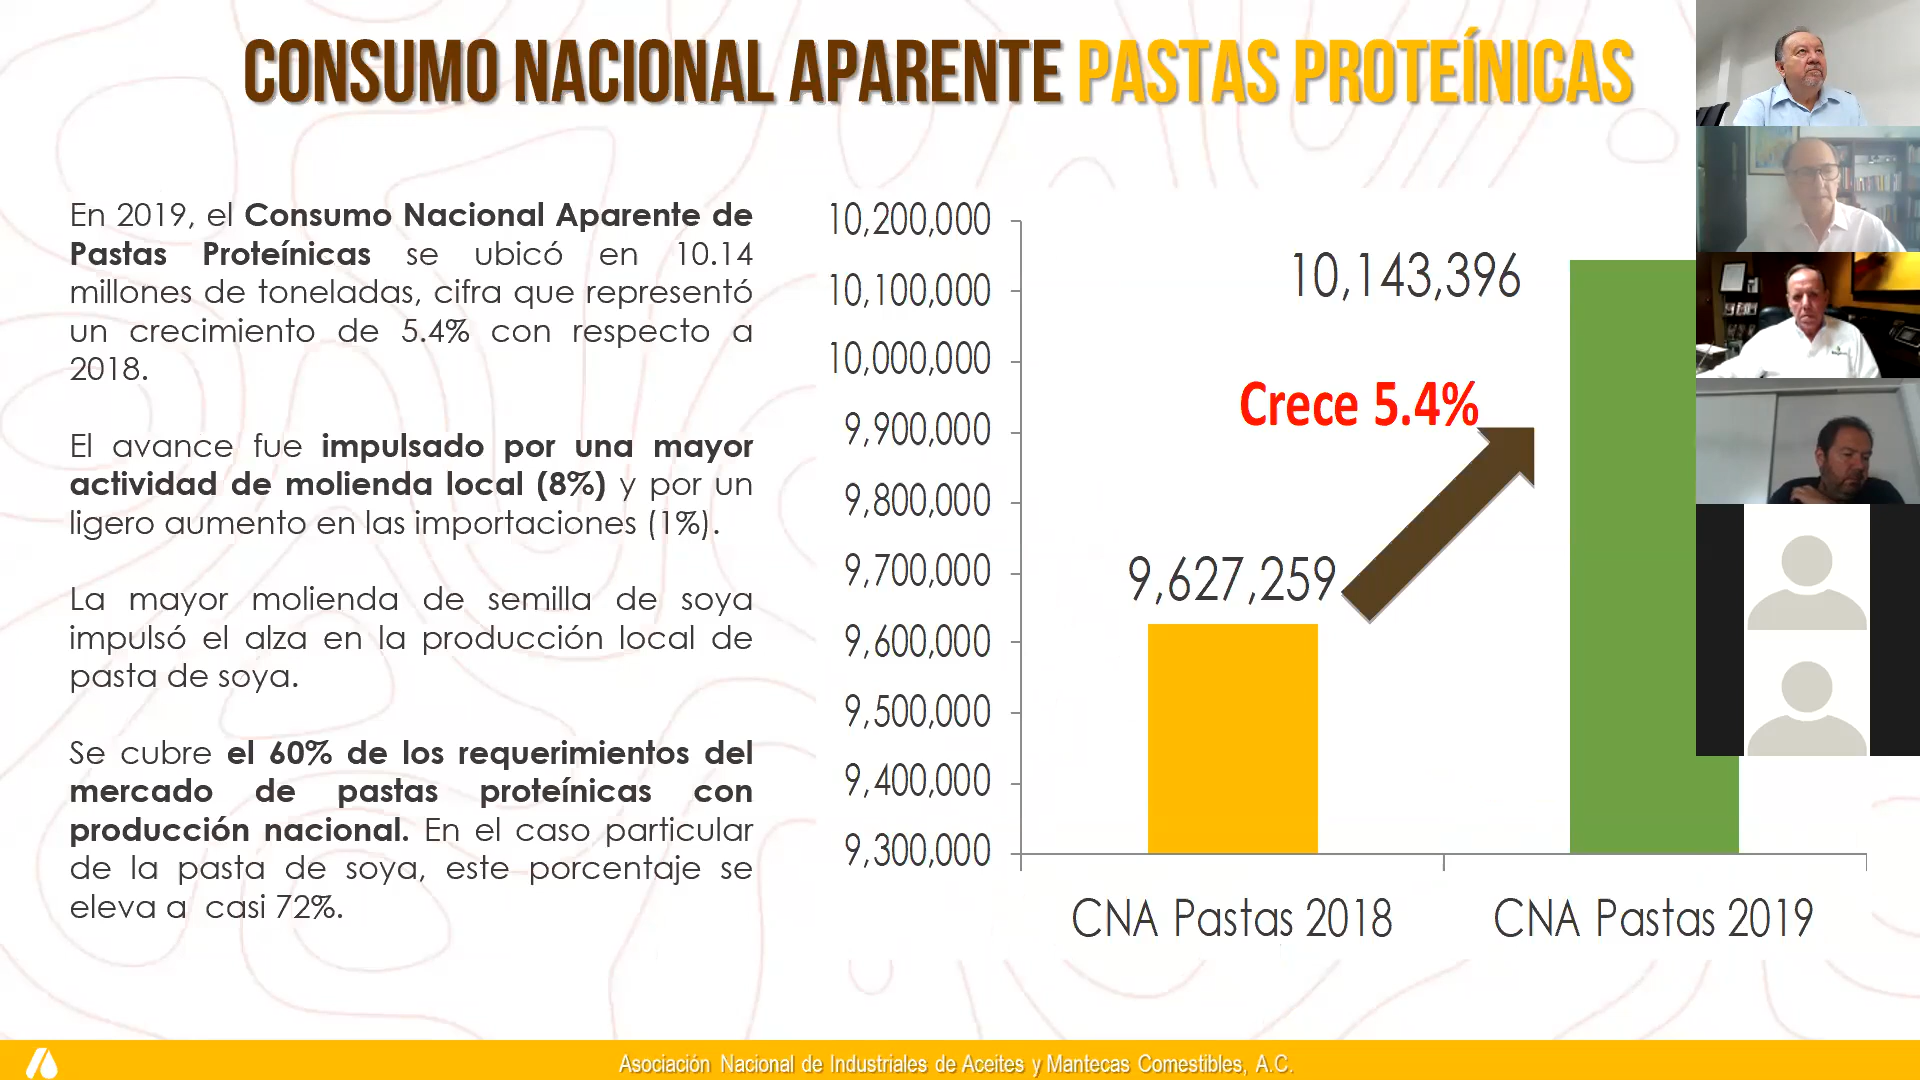 CONSUMO NACIONAL APARENTE PASTAS PROTEÍNICAS
En 2019, el Consumo Nacional Aparente de
Pastas Proteínicas se ubicó en 10.14
millones de toneladas, cifra que representó
un crecimiento de 5.4% con respecto a
2018.
El avance fue impulsado por una mayor
actividad de molienda local (8%) y por un
ligero aumento en las importaciones (1%).
La mayor molienda de semilla de soya
impulsó el alza en la producción local de
pasta de soya.
Se cubre el 60% de los requerimientos del
mercado de pastas proteínicas con
producción nacional. En el caso particular
de la pasta de soya, este porcentaje se
eleva a casi 72%.
10,200,000
10,100,000
10,000,000
9,900,000
9,800,000
9,700,000
9,600,000
9,500,000
9,400,000
9,300,000
10,143,396
Crece 5.4%
9,627,259
CNA Pastas 2018
CNA Pastas 2019
Asociación Nacional de Industriales de Aceites y Mantecas Comestibles, A.C.